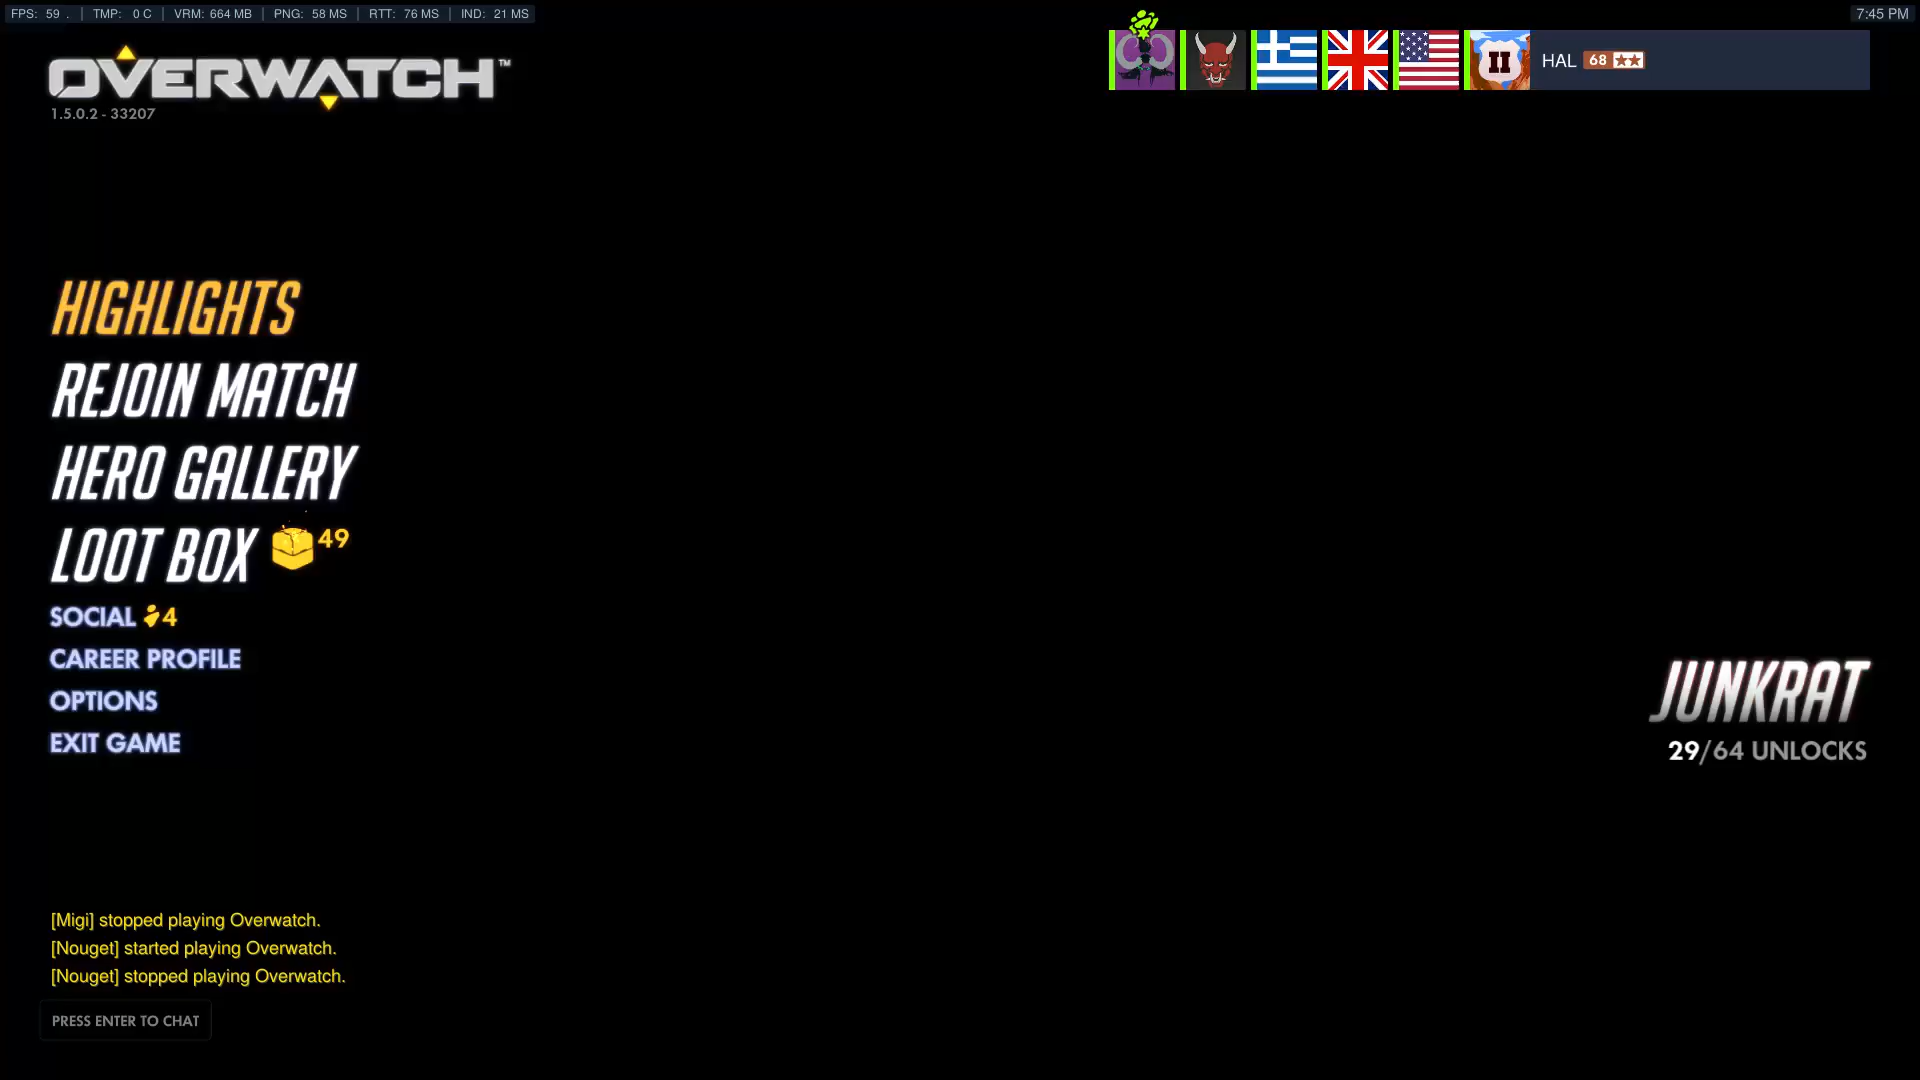 FPS: 59 . | TMP: 0 C | VRM: 664 MB | PNG: 58 MS | RTT: 76 MS | IND: 21 MS
7:45 PM
OVERWATCH™
1.5.0.2 - 33207
II
HAL 68
HIGHLIGHTS
REJOIN MATCH
HERO GALLERY
LOOT BOX 49
SOCIAL 4
CAREER PROFILE
OPTIONS
EXIT GAME
JUNKRAT
29/64 UNLOCKS
[Migi] stopped playing Overwatch.
[Nouget] started playing Overwatch.
[Nouget] stopped playing Overwatch.
PRESS ENTER TO CHAT